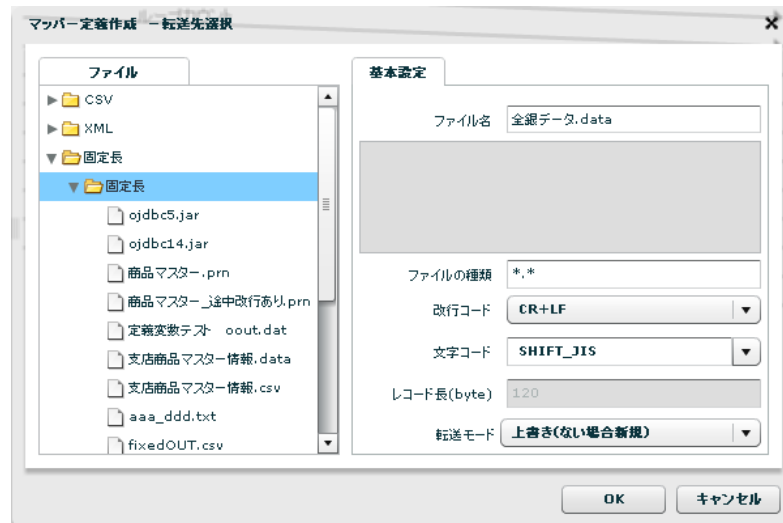 マッパー定義作成 －転送先選択
ファイル
CSV
XML
固定長
固定長
ojdbc5.jar
ojdbc14.jar
商品マスター.prn
商品マスター_途中改行あり.prn
定義変数テスト　oout.dat
支店商品マスター情報.data
支店商品マスター情報.csv
aaa_ddd.txt
fixedOUT.csv
基本設定
ファイル名 全銀データ.data
ファイルの種類 *.*
改行コード CR+LF
文字コード SHIFT_JIS
レコード長(byte) 120
転送モード 上書き(ない場合新規)
OK キャンセル